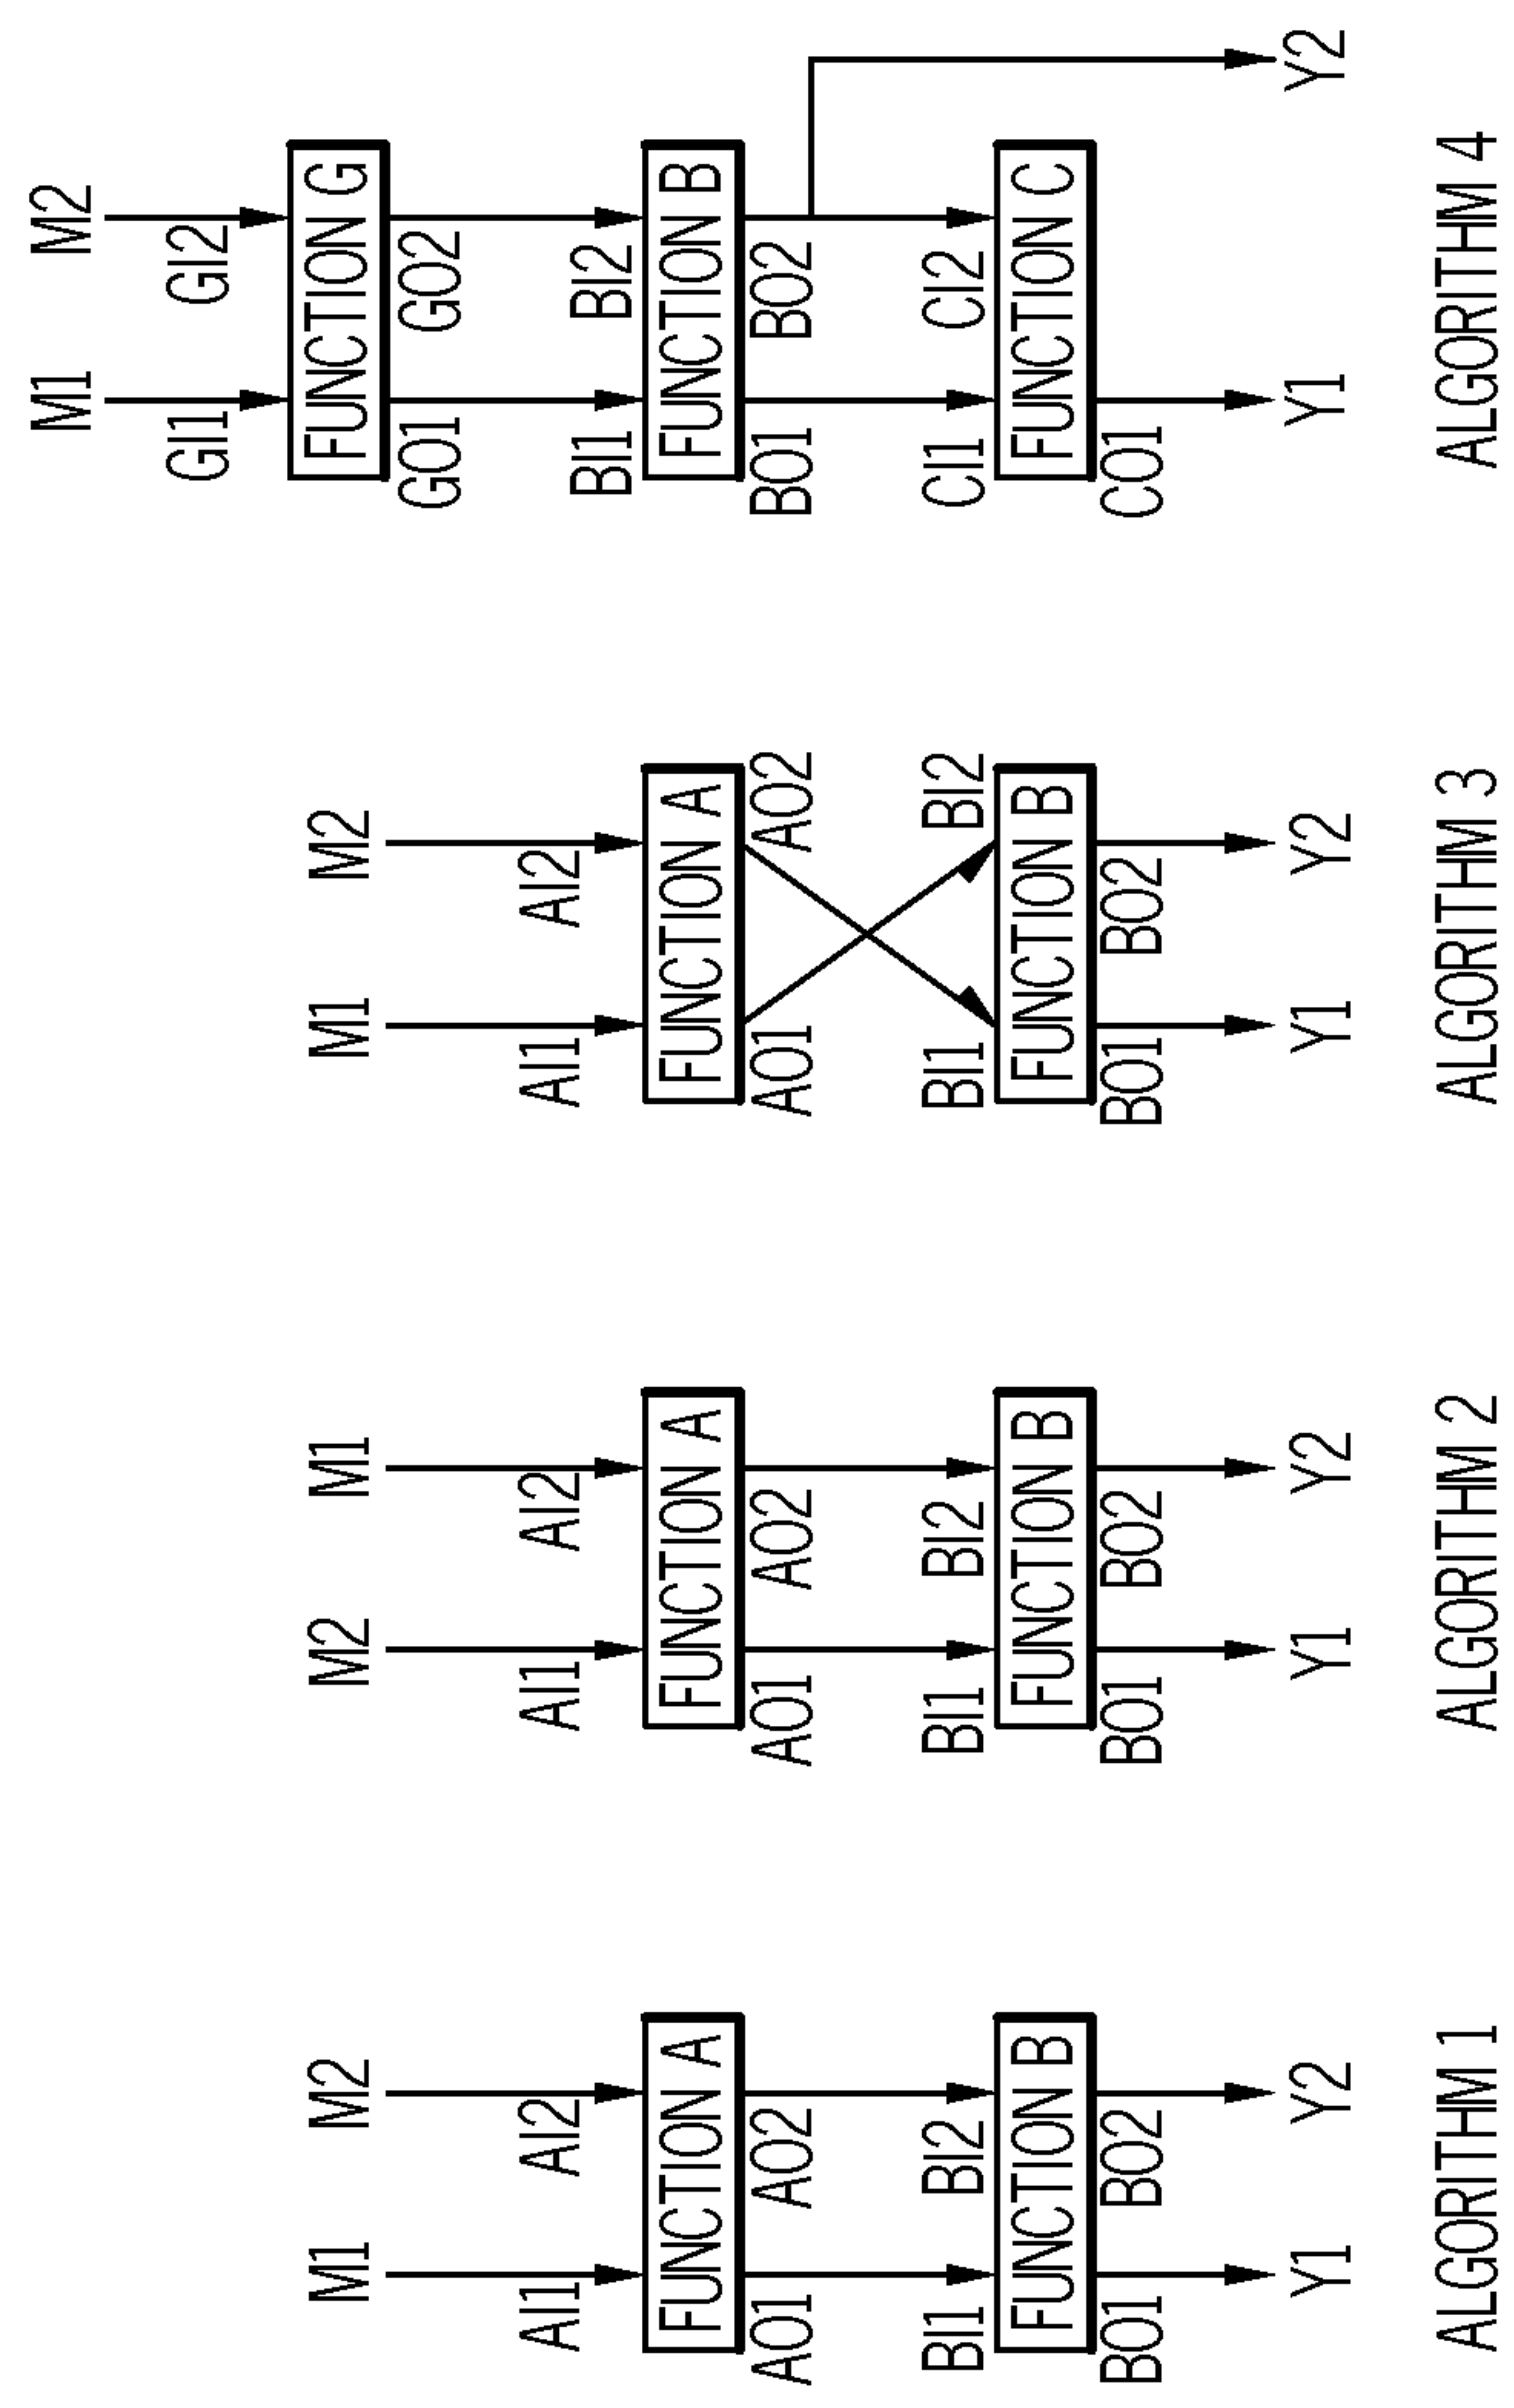 M1 M2
AI1 AI2
FUNCTION A
AO1 AO2
BI1 BI2
FUNCTION B
BO1 BO2
Y1 Y2
ALGORITHM 1
M2 M1
AI1 AI2
FUNCTION A
AO1 AO2
BI1 BI2
FUNCTION B
BO1 BO2
Y1 Y2
ALGORITHM 2
M1 M2
AI1 AI2
FUNCTION A
AO1 AO2
BI1 BI2
FUNCTION B
BO1 BO2
Y1 Y2
ALGORITHM 3
M1 M2
GI1 GI2
FUNCTION G
GO1 GO2
BI1 BI2
FUNCTION B
BO1 BO2
CI1 CI2
FUNCTION C
CO1
Y1 Y2
ALGORITHM 4